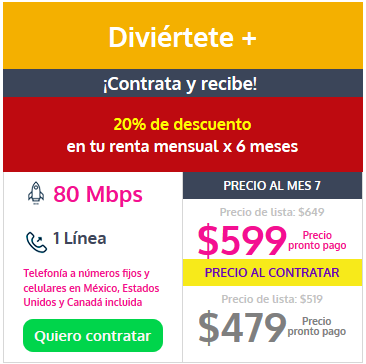 Diviértete +
¡Contrata y recibe!
20% de descuento
en tu renta mensual x 6 meses
80 Mbps
1 Línea
Telefonía a números fijos y
celulares en México, Estados
Unidos y Canadá incluida
Quiero contratar
PRECIO AL MES 7
Precio de lista: $649
$599 Precio
pronto pago
PRECIO AL CONTRATAR
Precio de lista: $519
$479 Precio
pronto pago